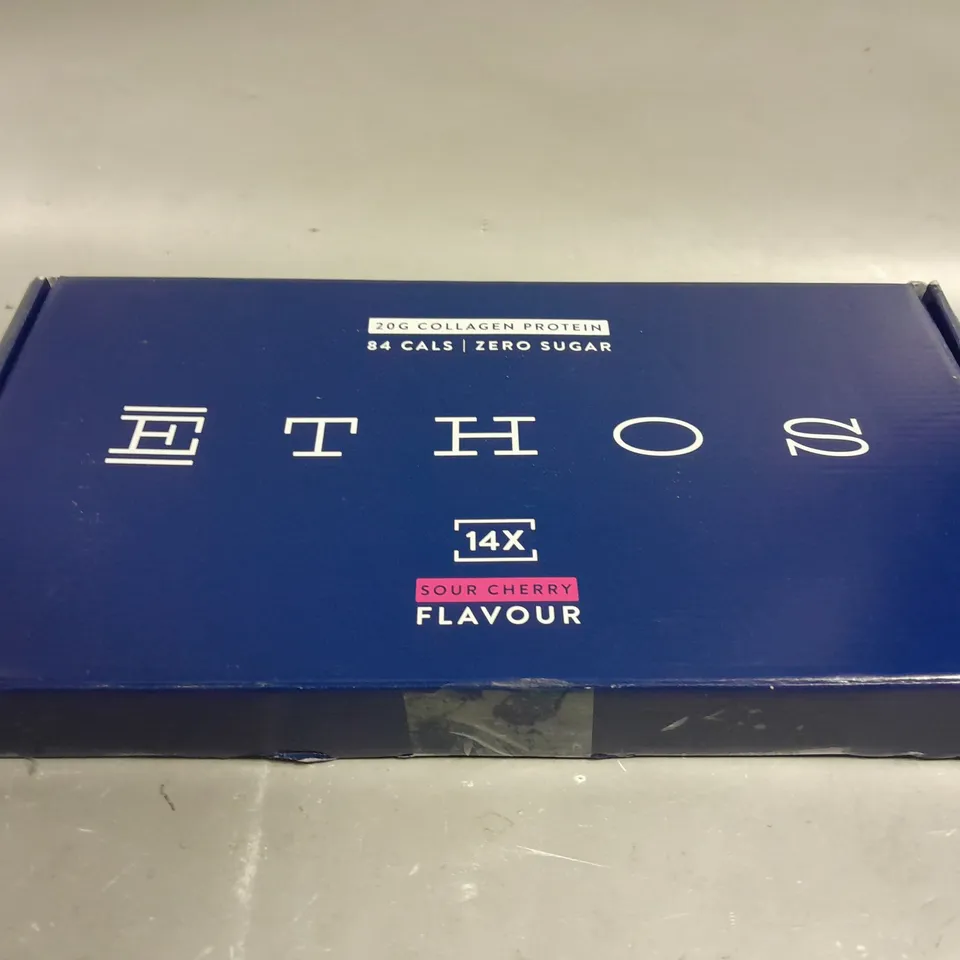 20G COLLAGEN PROTEIN
84 CALS | ZERO SUGAR
ETHOS
14X
SOUR CHERRY
FLAVOUR